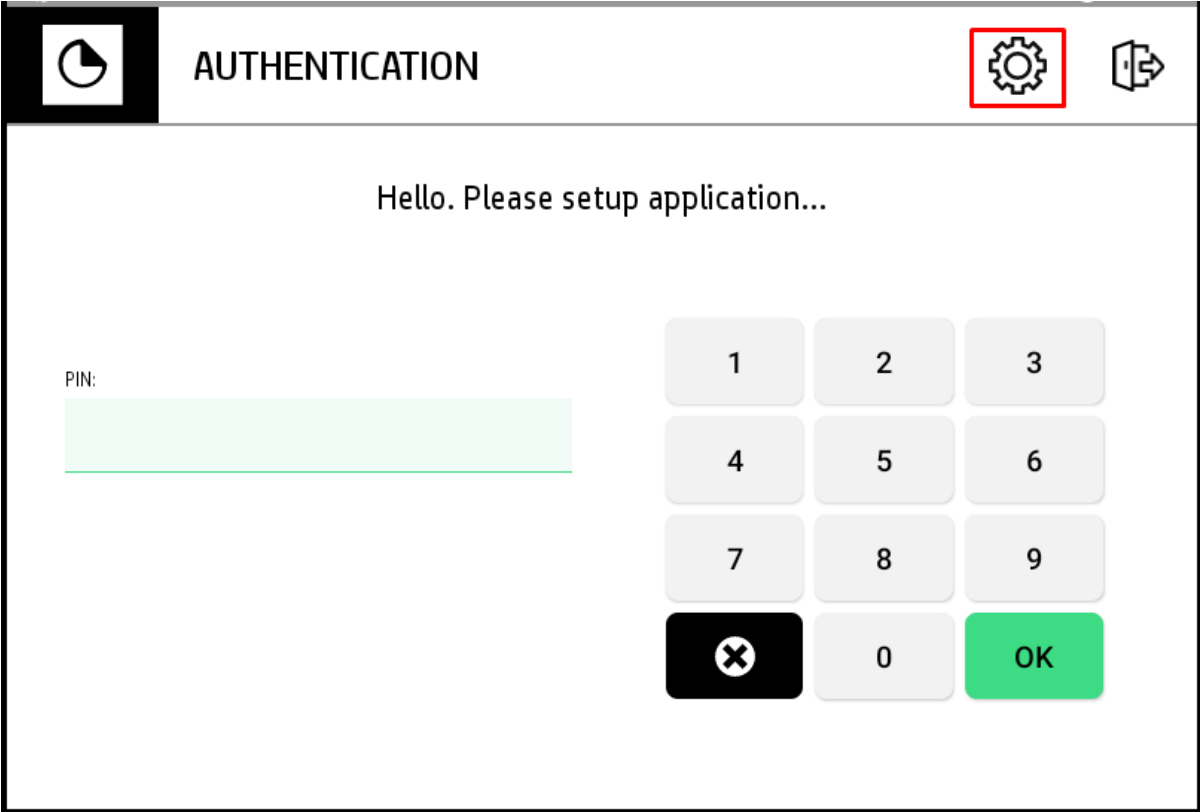 AUTHENTICATION
Hello. Please setup application...
PIN:
1 2 3
4 5 6
7 8 9
0 OK